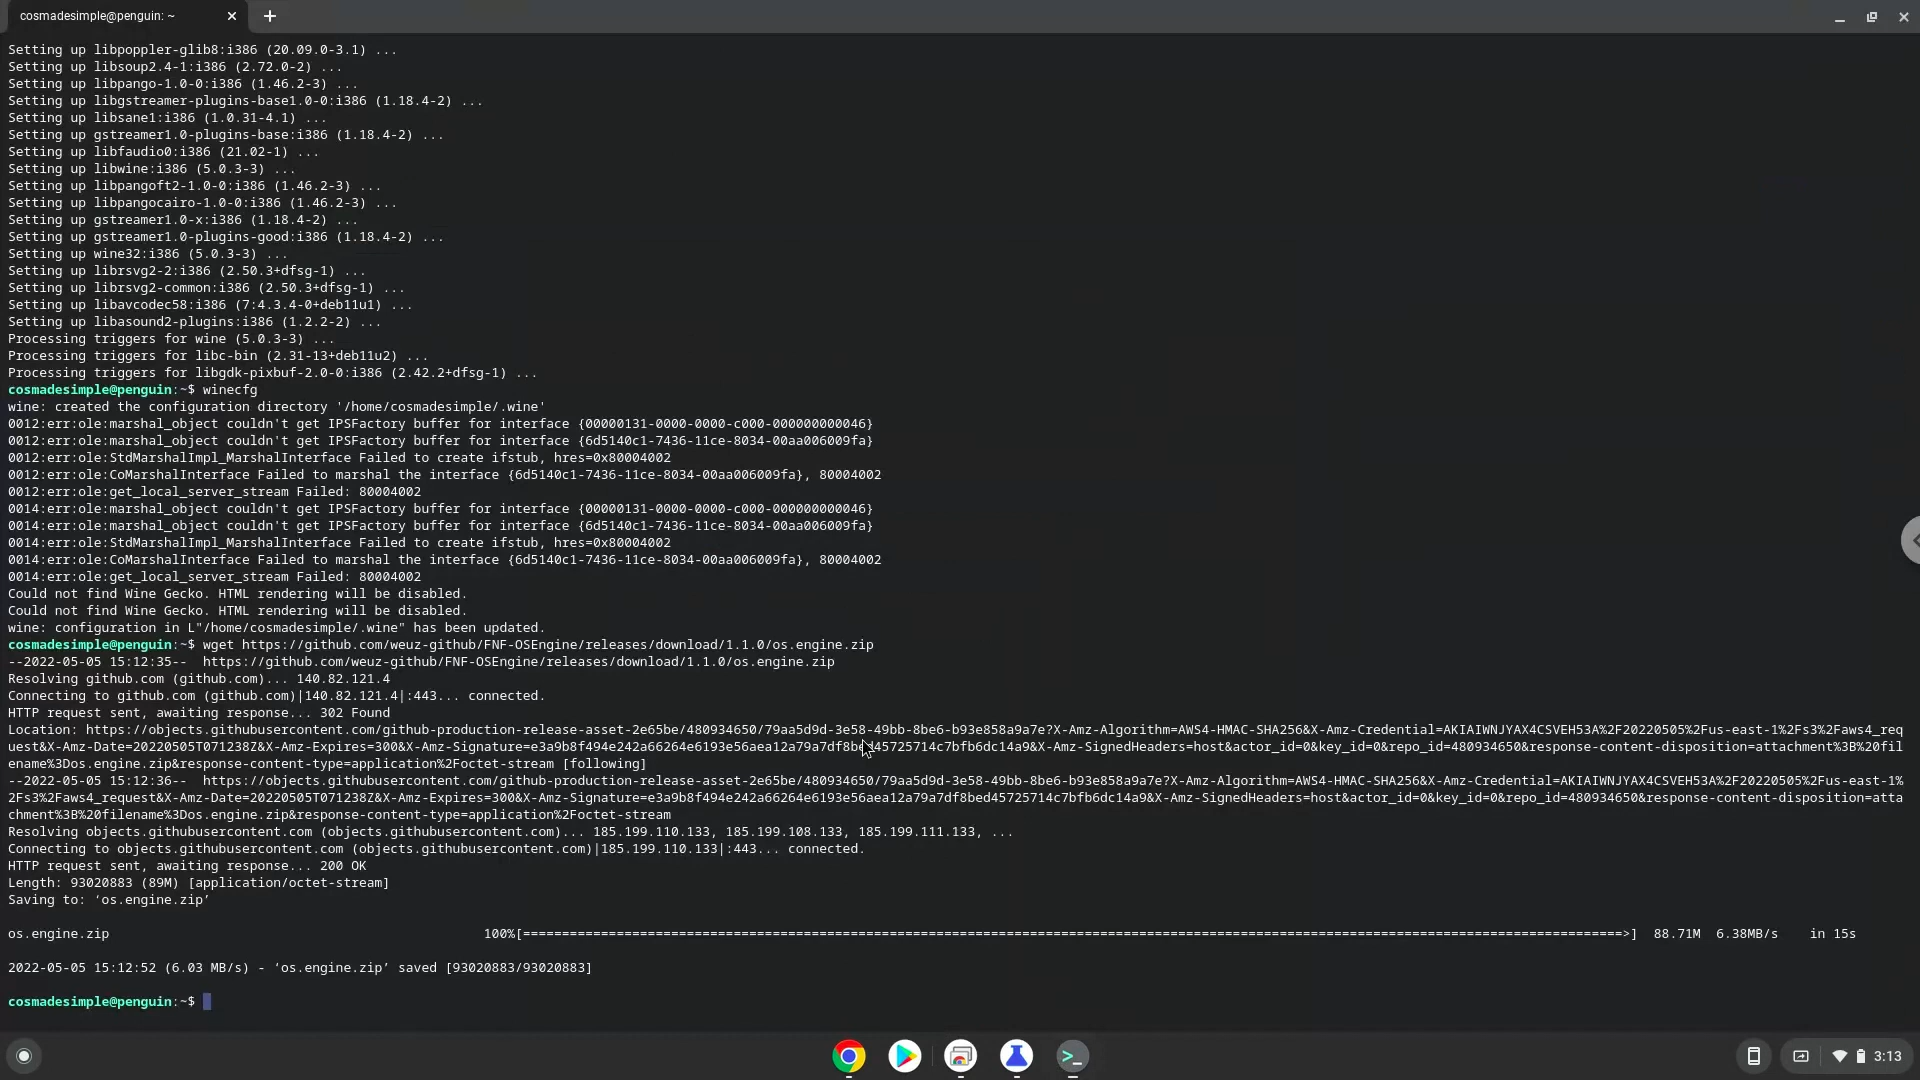 cosmadesimple@penguin: ~
Setting up libpoppler-glib8:i386 (20.09.0-3.1) ...
Setting up libsoup2.4-1:i386 (2.72.0-2) ...
Setting up libpango-1.0-0:i386 (1.46.2-3) ...
Setting up libgstreamer-plugins-base1.0-0:i386 (1.18.4-2) ...
Setting up libsane1:i386 (1.0.31-4.1) ...
Setting up gstreamer1.0-plugins-base:i386 (1.18.4-2) ...
Setting up libfaudio0:i386 (21.02-1) ...
Setting up libwine:i386 (5.0.3-3) ...
Setting up libpangoft2-1.0-0:i386 (1.46.2-3) ...
Setting up libpangocairo-1.0-0:i386 (1.46.2-3) ...
Setting up gstreamer1.0-x:i386 (1.18.4-2) ...
Setting up gstreamer1.0-plugins-good:i386 (1.18.4-2) ...
Setting up wine32:i386 (5.0.3-3) ...
Setting up librsvg2-2:i386 (2.50.3+dfsg-1) ...
Setting up librsvg2-common:i386 (2.50.3+dfsg-1) ...
Setting up libavcodec58:i386 (7:4.3.4-0+deb11u1) ...
Setting up libasound2-plugins:i386 (1.2.2-2) ...
Processing triggers for wine (5.0.3-3) ...
Processing triggers for libc-bin (2.31-13+deb11u2) ...
Processing triggers for libgdk-pixbuf-2.0-0:i386 (2.42.2+dfsg-1) ...
cosmadesimple@penguin:~$ winecfg
wine: created the configuration directory '/home/cosmadesimple/.wine'
0012:err:ole:marshal_object couldn't get IPSFactory buffer for interface {00000131-0000-0000-c000-000000000046}
0012:err:ole:marshal_object couldn't get IPSFactory buffer for interface {6d5140c1-7436-11ce-8034-00aa006009fa}
0012:err:ole:StdMarshalImpl_MarshalInterface Failed to create ifstub, hres=0x80004002
0012:err:ole:CoMarshalInterface Failed to marshal the interface {6d5140c1-7436-11ce-8034-00aa006009fa}, 80004002
0012:err:ole:get_local_server_stream Failed: 80004002
0014:err:ole:marshal_object couldn't get IPSFactory buffer for interface {00000131-0000-0000-c000-000000000046}
0014:err:ole:marshal_object couldn't get IPSFactory buffer for interface {6d5140c1-7436-11ce-8034-00aa006009fa}
0014:err:ole:StdMarshalImpl_MarshalInterface Failed to create ifstub, hres=0x80004002
0014:err:ole:CoMarshalInterface Failed to marshal the interface {6d5140c1-7436-11ce-8034-00aa006009fa}, 80004002
0014:err:ole:get_local_server_stream Failed: 80004002
Could not find Wine Gecko. HTML rendering will be disabled.
Could not find Wine Gecko. HTML rendering will be disabled.
wine: configuration in L"/home/cosmadesimple/.wine" has been updated.
cosmadesimple@penguin:~$ wget https://github.com/weuz-github/FNF-OSEngine/releases/download/1.1.0/os.engine.zip
--2022-05-05 15:12:35--  https://github.com/weuz-github/FNF-OSEngine/releases/download/1.1.0/os.engine.zip
Resolving github.com (github.com)... 140.82.121.4
Connecting to github.com (github.com)|140.82.121.4|:443... connected.
HTTP request sent, awaiting response... 302 Found
Location: https://objects.githubusercontent.com/github-production-release-asset-2e65be/480934650/79aa5d9d-3e58-49bb-8be6-b93e858a9a7e?X-Amz-Algorithm=AWS4-HMAC-SHA256&X-Amz-Credential=AKIAIWNJYAX4CSVEH53A%2F20220505%2Fus-east-1%2Fs3%2Faws4_req
uest&X-Amz-Date=20220505T071238Z&X-Amz-Expires=300&X-Amz-Signature=e3a9b8f494e242a66264e6193e56aea12a79a7df8bed45725714c7bfb6dc14a9&X-Amz-SignedHeaders=host&actor_id=0&key_id=0&repo_id=480934650&response-content-disposition=attachment%3B%20fil
ename%3Dos.engine.zip&response-content-type=application%2Foctet-stream [following]
--2022-05-05 15:12:36--  https://objects.githubusercontent.com/github-production-release-asset-2e65be/480934650/79aa5d9d-3e58-49bb-8be6-b93e858a9a7e?X-Amz-Algorithm=AWS4-HMAC-SHA256&X-Amz-Credential=AKIAIWNJYAX4CSVEH53A%2F20220505%2Fus-east-1%
2Fs3%2Faws4_request&X-Amz-Date=20220505T071238Z&X-Amz-Expires=300&X-Amz-Signature=e3a9b8f494e242a66264e6193e56aea12a79a7df8bed45725714c7bfb6dc14a9&X-Amz-SignedHeaders=host&actor_id=0&key_id=0&repo_id=480934650&response-content-disposition=atta
chment%3B%20filename%3Dos.engine.zip&response-content-type=application%2Foctet-stream
Resolving objects.githubusercontent.com (objects.githubusercontent.com)... 185.199.110.133, 185.199.108.133, 185.199.111.133, ...
Connecting to objects.githubusercontent.com (objects.githubusercontent.com)|185.199.110.133|:443... connected.
HTTP request sent, awaiting response... 200 OK
Length: 93020883 (89M) [application/octet-stream]
Saving to: ‘os.engine.zip’
os.engine.zip 100%[==============================================================================================================================================>] 88.71M 6.38MB/s in 15s
2022-05-05 15:12:52 (6.03 MB/s) - ‘os.engine.zip’ saved [93020883/93020883]
cosmadesimple@penguin:~$
3:13